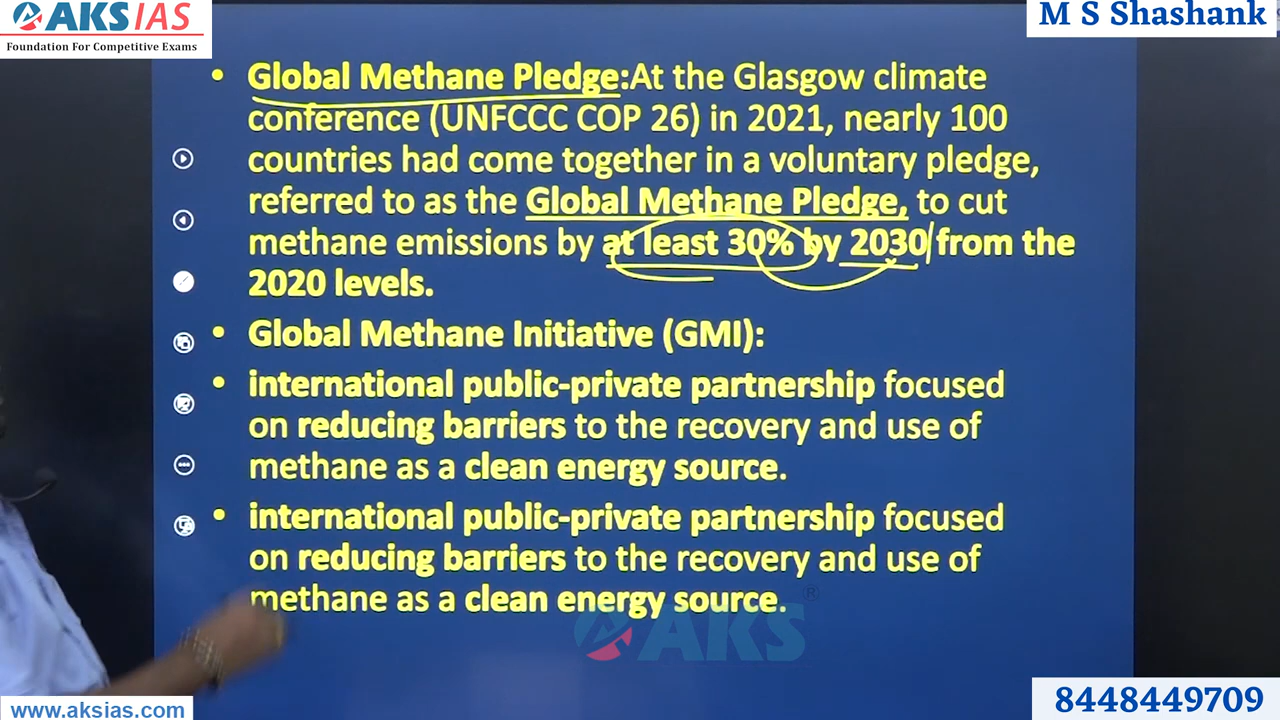 AKSIAS
Foundation For Competitive Exams
M S Shashank
• Global Methane Pledge:At the Glasgow climate
conference (UNFCCC COP 26) in 2021, nearly 100
countries had come together in a voluntary pledge,
referred to as the Global Methane Pledge, to cut
methane emissions by at least 30% by 2030 from the
2020 levels.
• Global Methane Initiative (GMI):
• international public-private partnership focused
on reducing barriers to the recovery and use of
methane as a clean energy source.
• international public-private partnership focused
on reducing barriers to the recovery and use of
methane as a clean energy source.
AKS®
www.aksias.com
8448449709